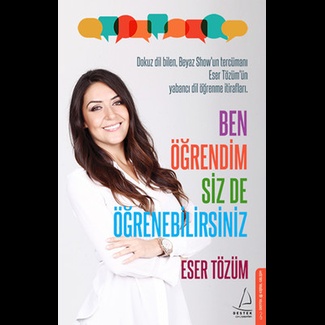 Dokuz dil bilen, Beyaz Show'un tercümanı
Eser Tözüm'ün
yabancı dil öğrenme itirafları.
BEN
ÖĞRENDİM
SİZ DE
ÖĞRENEBİLİRSİNİZ
ESER TÖZÜM
DESTEK